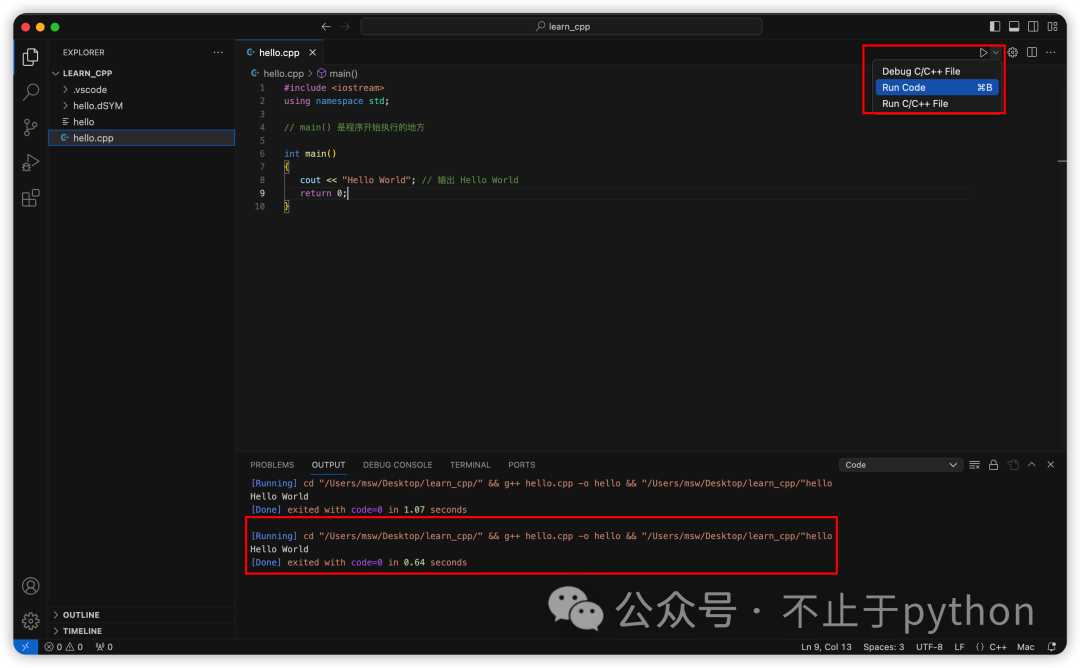 learn_cpp
EXPLORER
hello.cpp
Debug C/C++ File
Run Code ⌘B
Run C/C++ File
LEARN_CPP
.vscode
hello.dSYM
hello
hello.cpp
hello.cpp > main()
1 #include <iostream>
2 using namespace std;
3
4 // main() 是程序开始执行的地方
5
6 int main()
7 {
8 cout << "Hello World"; // 输出 Hello World
9 return 0;
10 }
PROBLEMS OUTPUT DEBUG CONSOLE TERMINAL PORTS
Code
[Running] cd "/Users/msw/Desktop/learn_cpp/" && g++ hello.cpp -o hello && "/Users/msw/Desktop/learn_cpp/"hello
Hello World
[Done] exited with code=0 in 1.07 seconds
[Running] cd "/Users/msw/Desktop/learn_cpp/" && g++ hello.cpp -o hello && "/Users/msw/Desktop/learn_cpp/"hello
Hello World
[Done] exited with code=0 in 0.64 seconds
公众号 · 不止于python
OUTLINE
TIMELINE
0 0 0
Ln 9, Col 13 Spaces: 3 UTF-8 LF {} C++ Mac